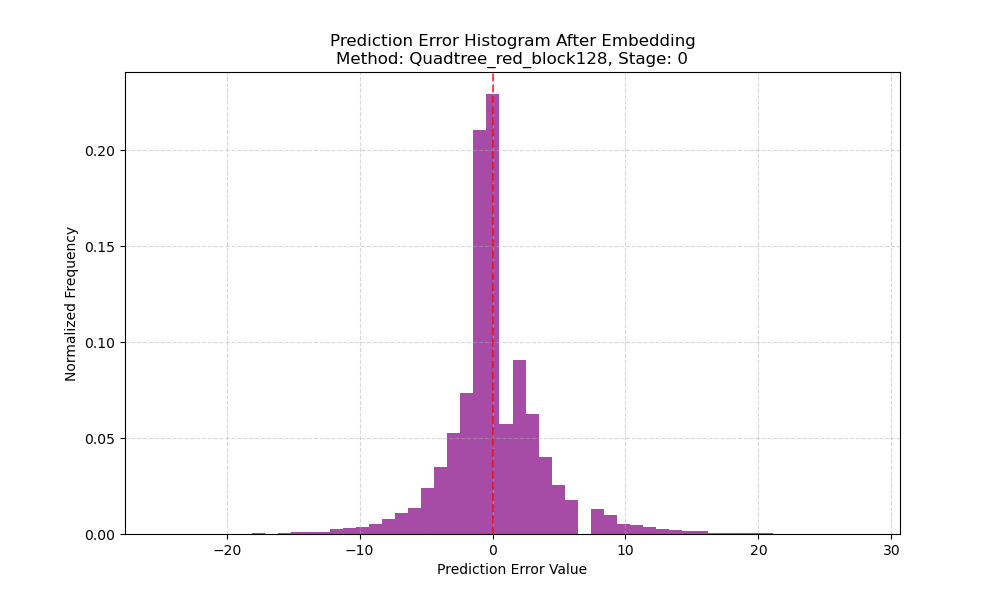 Prediction Error Histogram After Embedding
Method: Quadtree_red_block128, Stage: 0
Normalized Frequency
0.20
0.15
0.10
0.05
0.00
−20
−10
0
10
20
30
Prediction Error Value